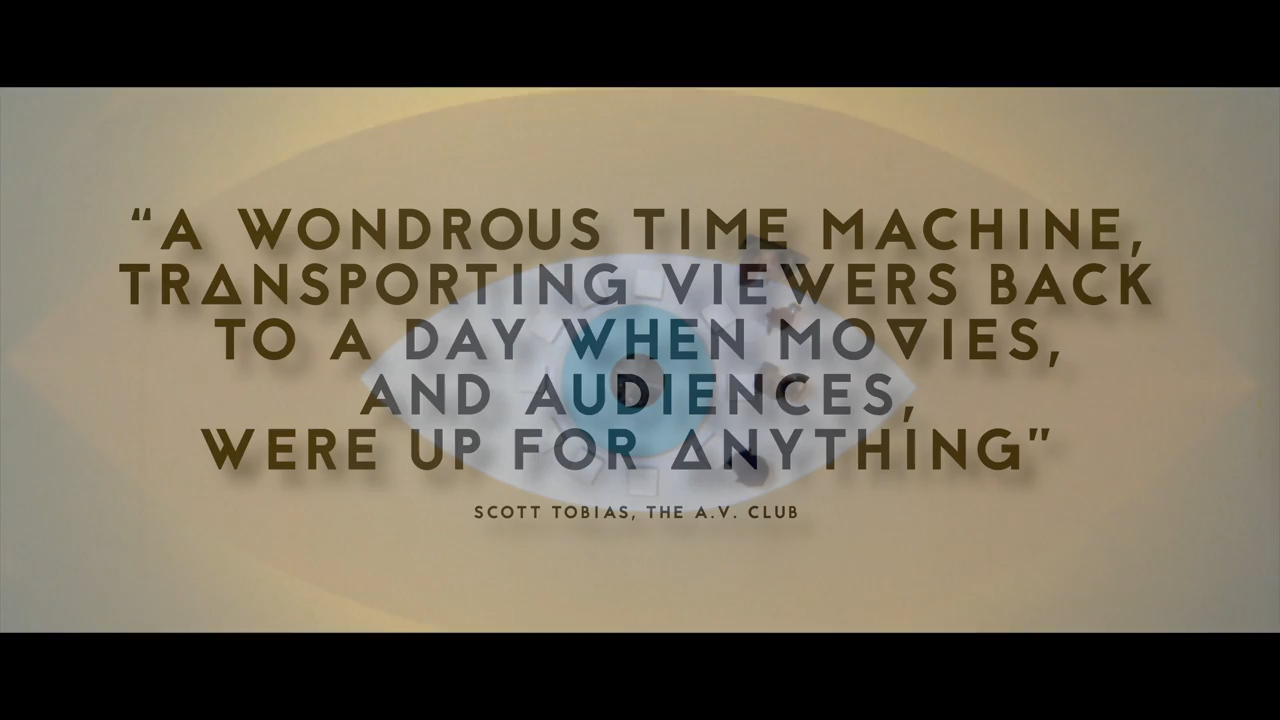 “A WONDROUS TIME MACHINE,
TRANSPORTING VIEWERS BACK
TO A DAY WHEN MOVIES,
AND AUDIENCES,
WERE UP FOR ANYTHING”
SCOTT TOBIAS, THE A.V. CLUB